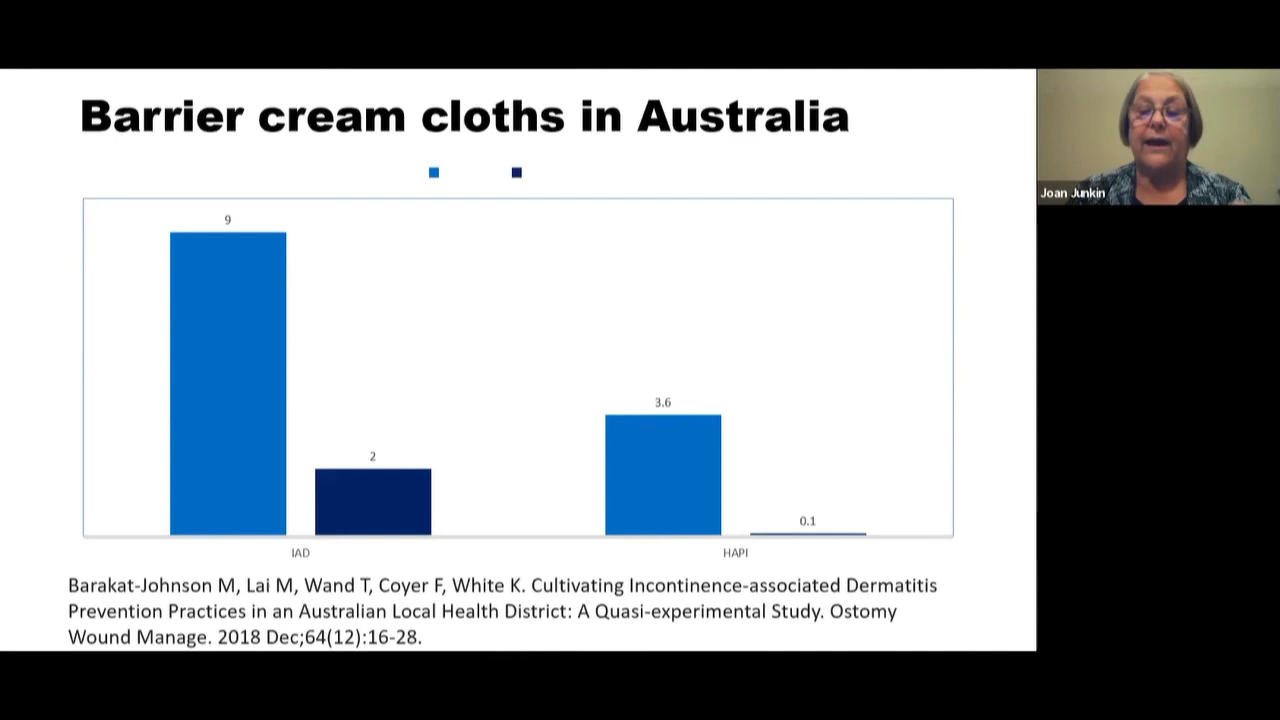 Barrier cream cloths in Australia
9
2
3.6
0.1
IAD
HAPI
Barakat-Johnson M, Lai M, Wand T, Coyer F, White K. Cultivating Incontinence-associated Dermatitis
Prevention Practices in an Australian Local Health District: A Quasi-experimental Study. Ostomy
Wound Manage. 2018 Dec;64(12):16-28.
Joan Junkin